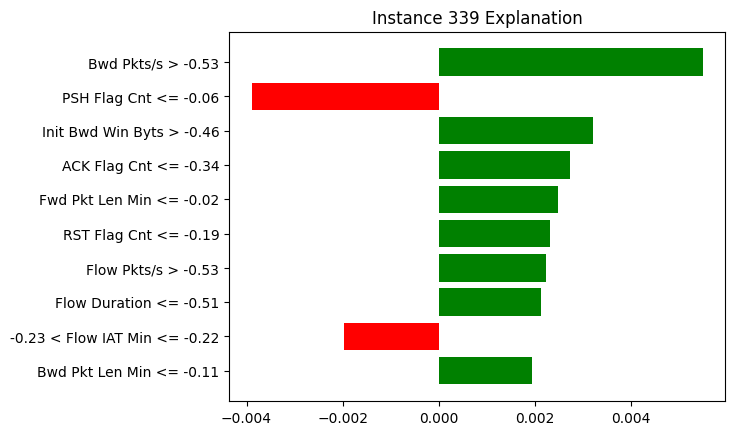 Instance 339 Explanation
Bwd Pkts/s > -0.53
PSH Flag Cnt <= -0.06
Init Bwd Win Byts > -0.46
ACK Flag Cnt <= -0.34
Fwd Pkt Len Min <= -0.02
RST Flag Cnt <= -0.19
Flow Pkts/s > -0.53
Flow Duration <= -0.51
-0.23 < Flow IAT Min <= -0.22
Bwd Pkt Len Min <= -0.11
−0.004 −0.002 0.000 0.002 0.004